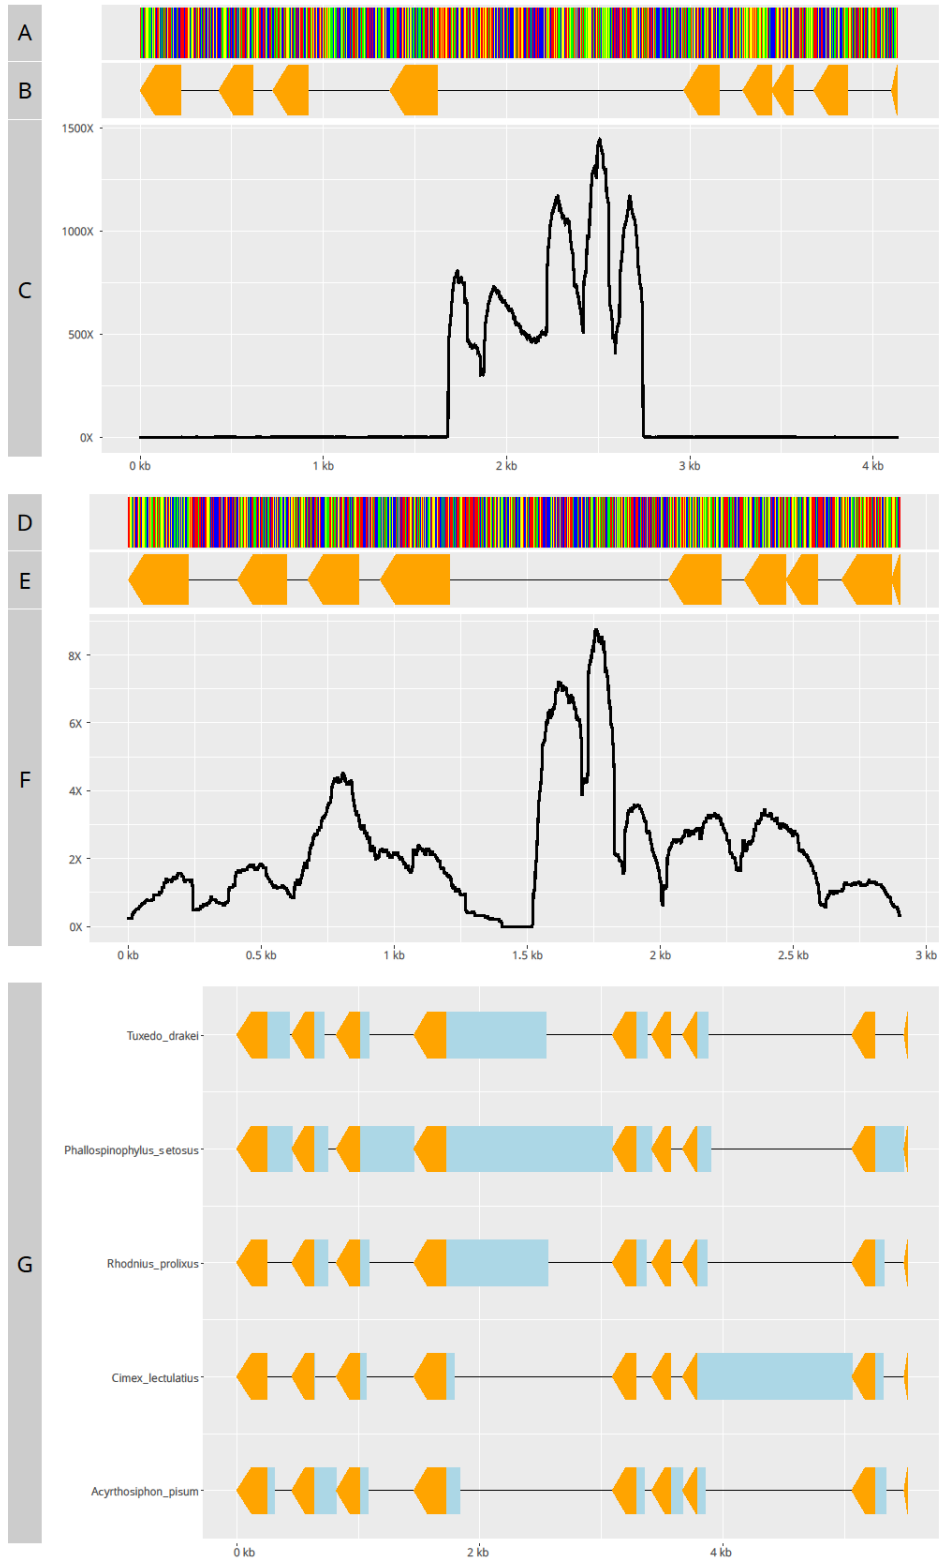 A
B
1500X
1000X
C
500X
0X
0 kb 1 kb 2 kb 3 kb 4 kb
D
E
8X
6X
F
4X
2X
0X
0 kb 0.5 kb 1 kb 1.5 kb 2 kb 2.5 kb 3 kb
Tuxedo_drakei
Phallospinophylus_setosus
G
Rhodnius_prolixus
Cimex_lectulatius
Acyrthosiphon_pisum
0 kb 2 kb 4 kb